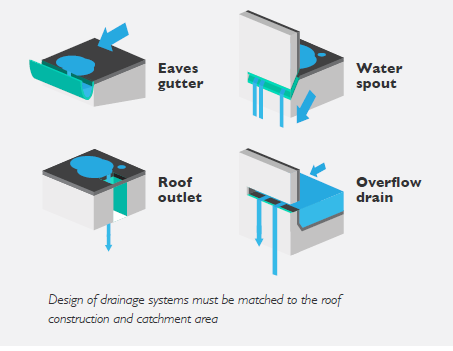 Eaves
gutter
Water
spout
Roof
outlet
Overflow
drain
Design of drainage systems must be matched to the roof
construction and catchment area